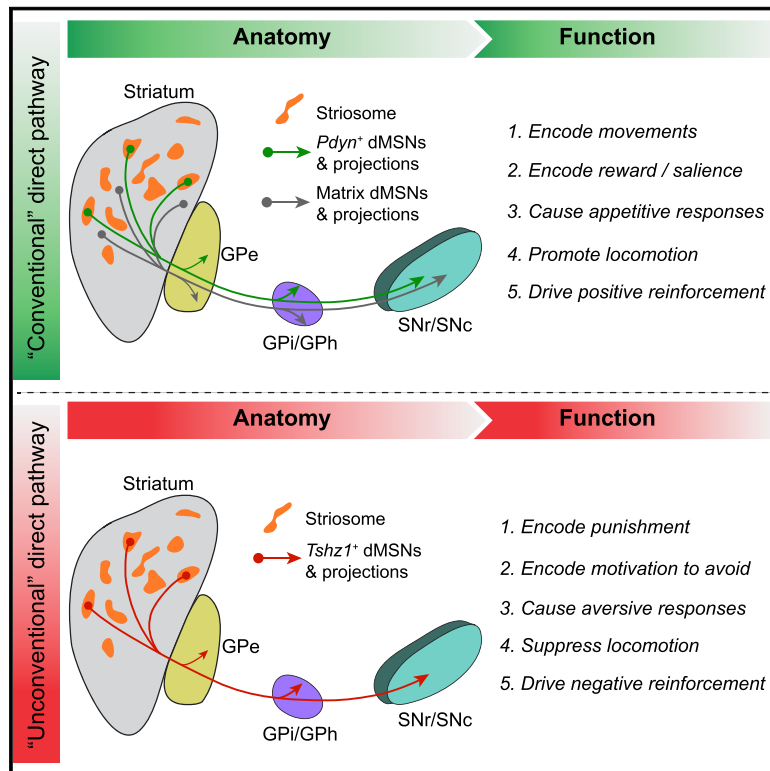 "Conventional" direct pathway
Anatomy
Function
Striatum
Striosome
Pdyn⁺ dMSNs
& projections
Matrix dMSNs
& projections
GPe
GPi/GPh
SNr/SNc
1. Encode movements
2. Encode reward / salience
3. Cause appetitive responses
4. Promote locomotion
5. Drive positive reinforcement
"Unconventional" direct pathway
Anatomy
Function
Striatum
Striosome
Tshz1⁺ dMSNs
& projections
GPe
GPi/GPh
SNr/SNc
1. Encode punishment
2. Encode motivation to avoid
3. Cause aversive responses
4. Suppress locomotion
5. Drive negative reinforcement